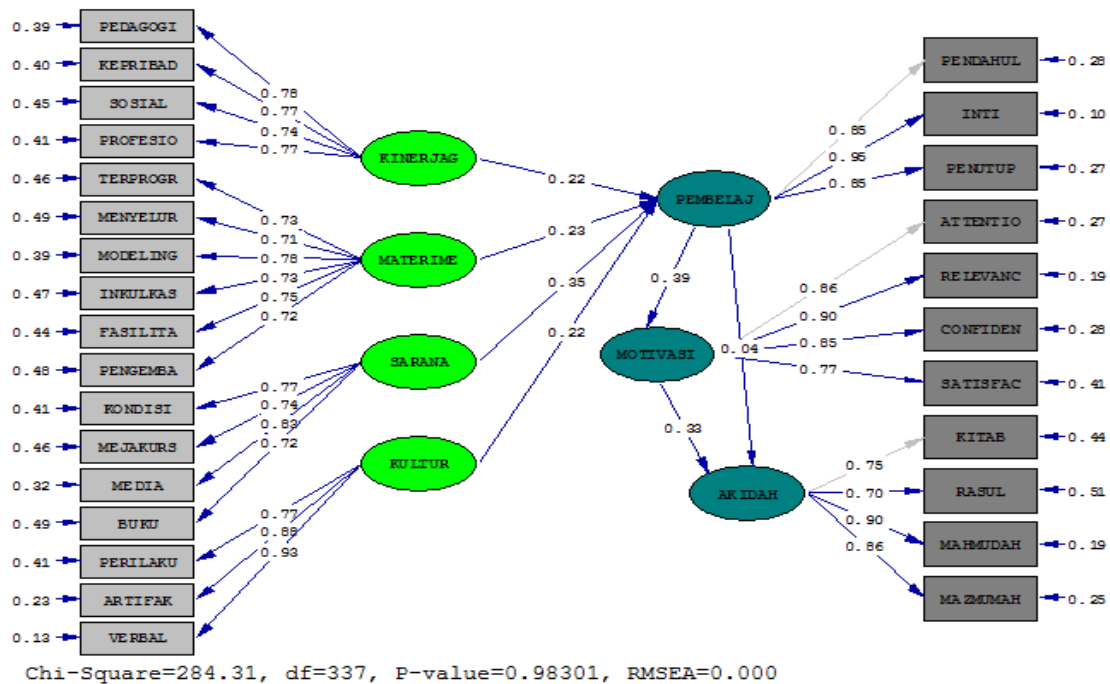 0.39 PEDAGOGI
0.40 KEPRIBAD
0.45 SOSIAL
0.41 PROFESIO
0.46 TERPROGR
0.49 MENYELUR
0.39 MODELING
0.47 INKULKAS
0.44 FASILITA
0.48 PENGEMBA
0.41 KONDISI
0.46 MEJAKURS
0.32 MEDIA
0.49 BUKU
0.41 PERILAKU
0.23 ARTIFAK
0.13 VERBAL
0.78
0.77
0.74
0.77
0.73
0.71
0.78
0.73
0.75
0.72
0.77
0.74
0.83
0.72
0.77
0.88
0.93
KINERJAG
MATERIME
SARANA
KULTUR
0.22
0.23
0.35
0.22
PEMBELAJ
0.39
MOTIVASI
0.04
0.33
AKIDAH
0.85
0.95
0.85
0.86
0.90
0.85
0.77
0.75
0.70
0.90
0.86
PENDAHUL 0.28
INTI 0.10
PENUTUP 0.27
ATTENTIO 0.27
RELEVANC 0.19
CONFIDEN 0.28
SATISFAC 0.41
KITAB 0.44
RASUL 0.51
MAHMUDAH 0.19
MAZMUMAH 0.25
Chi-Square=284.31, df=337, P-value=0.98301, RMSEA=0.000